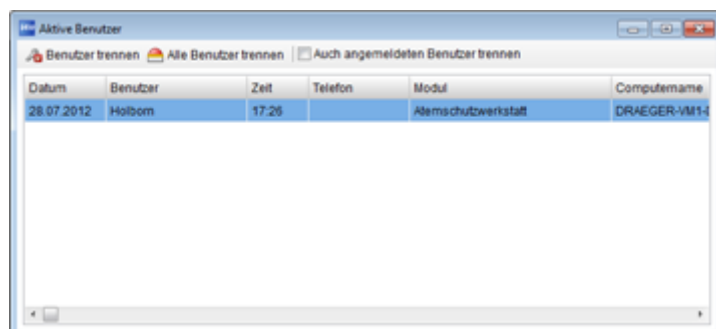 Aktive Benutzer
Benutzer trennen Alle Benutzer trennen Auch angemeldeten Benutzer trennen
Datum Benutzer Zeit Telefon Modul Computername
28.07.2012 Holborn 17:26 Atemschutzwerkstatt DRAEGER-VM1-